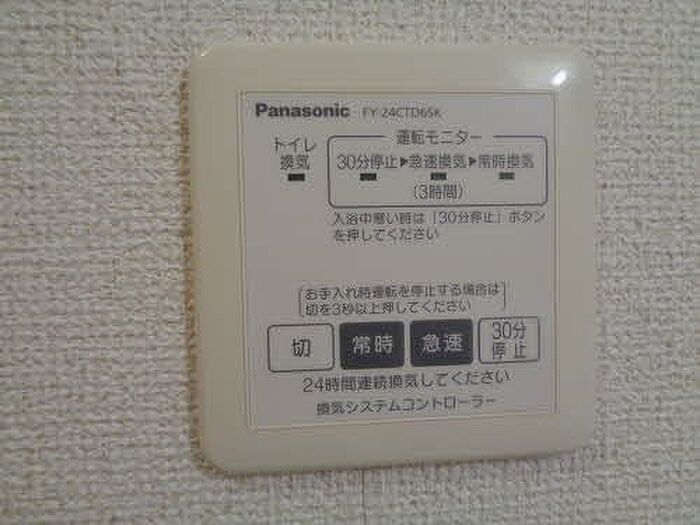 Panasonic FY-24CTD6SK
運転モニター
トイレ
換気
30分停止▶急速換気▶常時換気
(3時間)
入浴中寒い時は「30分停止」ボタン
を押してください
お手入れ時運転を停止する場合は
切を3秒以上押してください
切 常時 急速 30分
停止
24時間連続換気してください
換気システムコントローラー